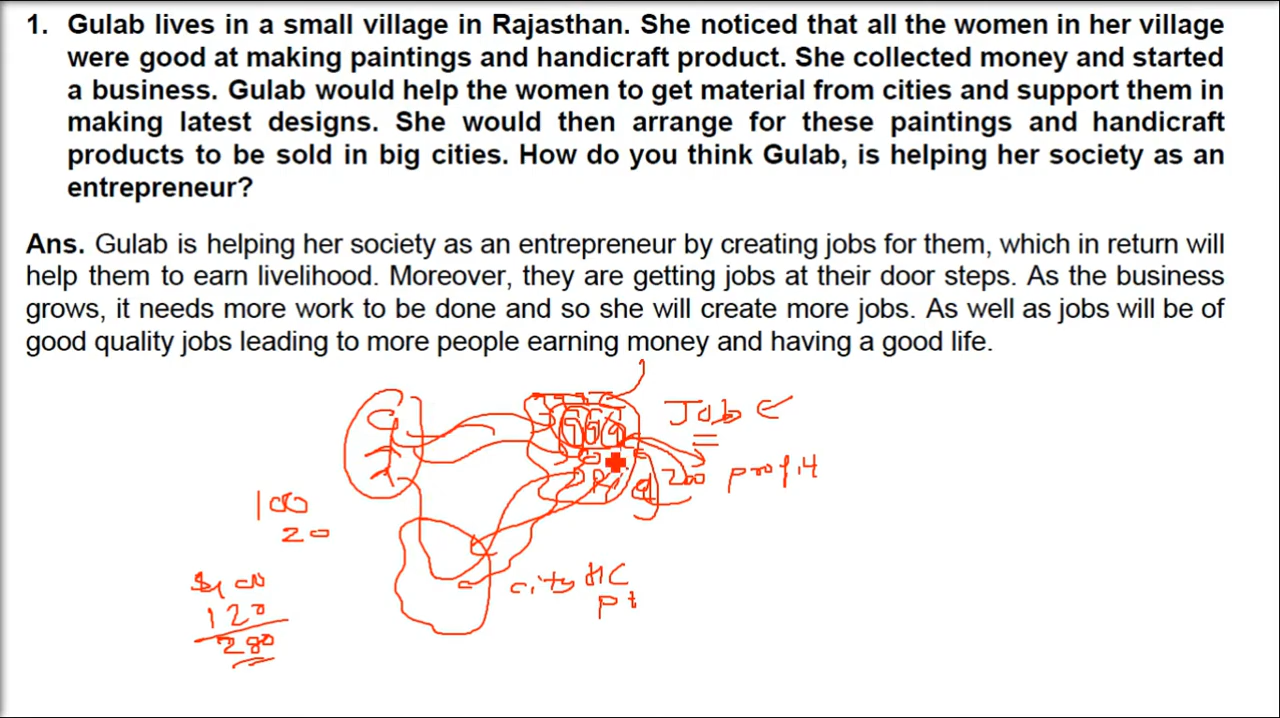 1. Gulab lives in a small village in Rajasthan. She noticed that all the women in her village
were good at making paintings and handicraft product. She collected money and started
a business. Gulab would help the women to get material from cities and support them in
making latest designs. She would then arrange for these paintings and handicraft
products to be sold in big cities. How do you think Gulab, is helping her society as an
entrepreneur?
Ans. Gulab is helping her society as an entrepreneur by creating jobs for them, which in return will
help them to earn livelihood. Moreover, they are getting jobs at their door steps. As the business
grows, it needs more work to be done and so she will create more jobs. As well as jobs will be of
good quality jobs leading to more people earning money and having a good life.
Job
200 profit
100
20
city HC
120
280